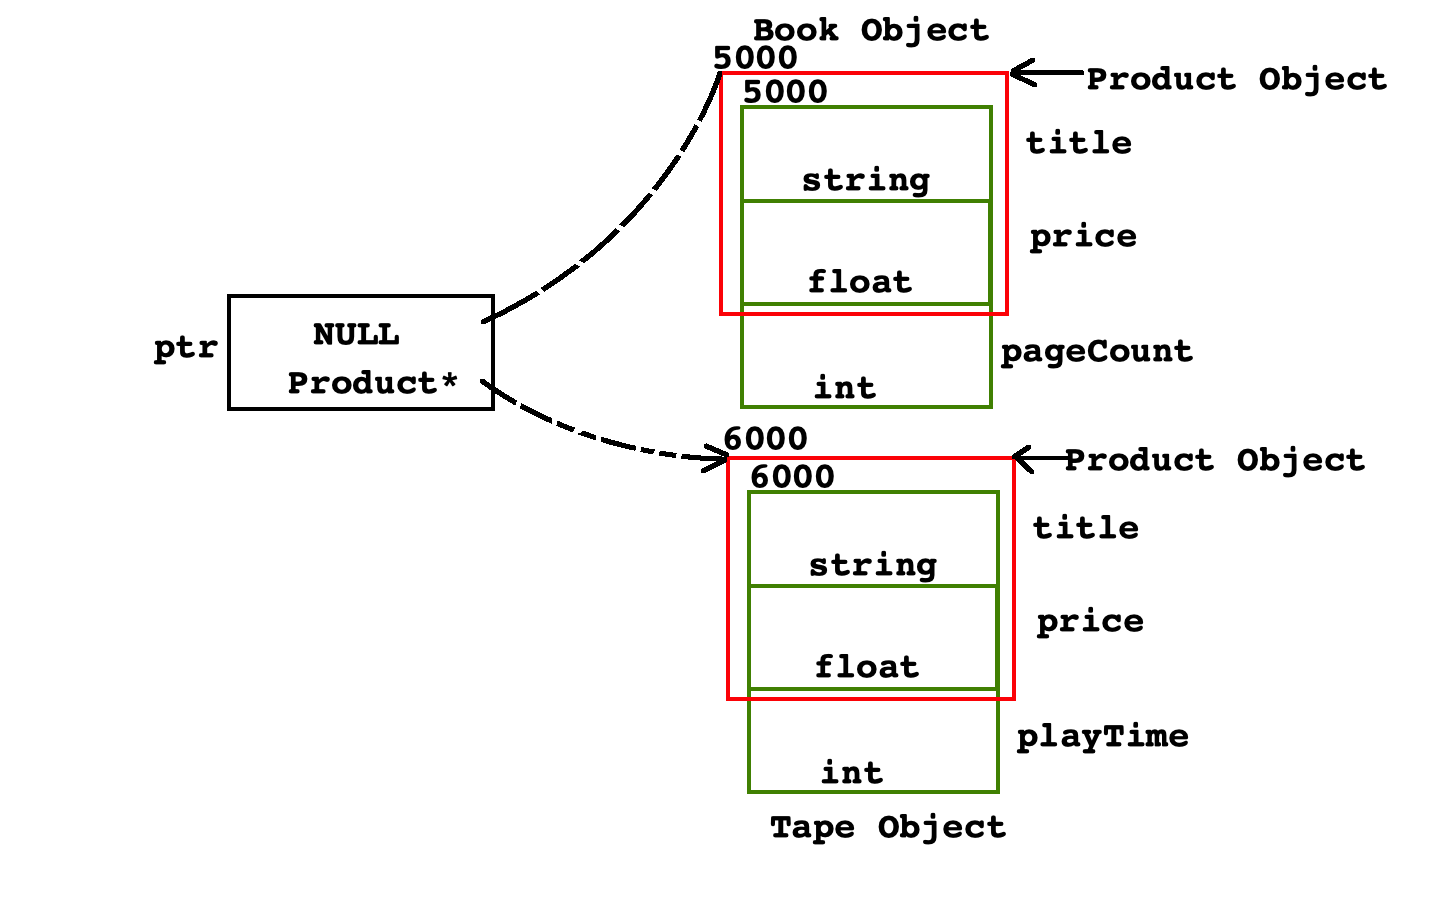 Book Object
5000
Product Object
5000
title
string
price
float
pageCount
int
ptr
NULL
Product*
6000
Product Object
6000
title
string
price
float
playTime
int
Tape Object